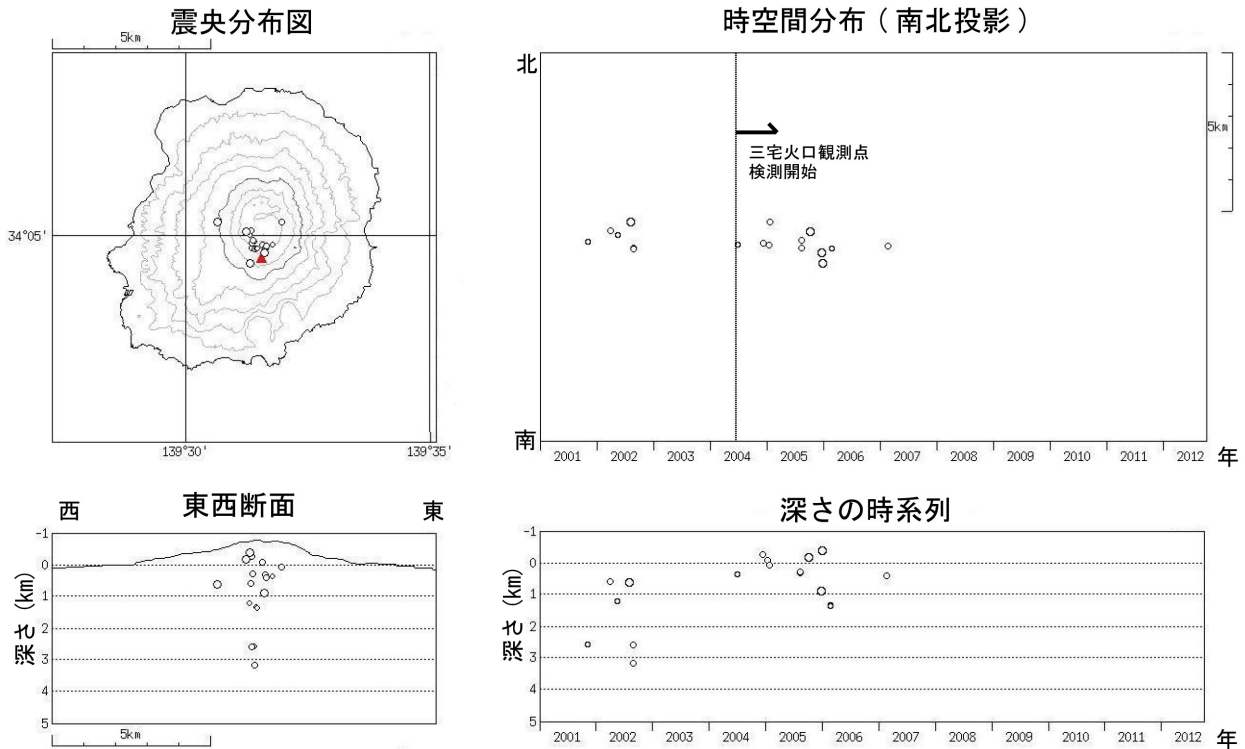 震央分布図
5km
34°05'
139°30'
139°35'
時空間分布（南北投影）
北
南
三宅火口観測点
検測開始
5km
2001 2002 2003 2004 2005 2006 2007 2008 2009 2010 2011 2012 年
東西断面
西
東
深さ (km)
-1
0
1
2
3
4
5
5km
深さの時系列
深さ (km)
-1
0
1
2
3
4
5
2001 2002 2003 2004 2005 2006 2007 2008 2009 2010 2011 2012 年